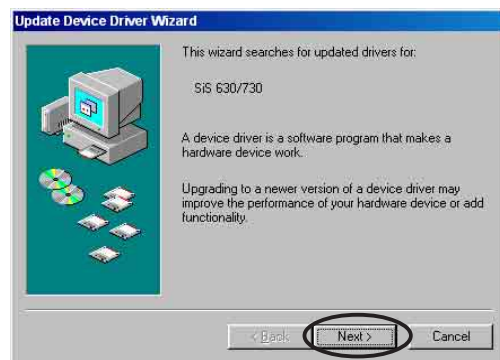 Update Device Driver Wizard
This wizard searches for updated drivers for:
SiS 630/730
A device driver is a software program that makes a
hardware device work.
Upgrading to a newer version of a device driver may
improve the performance of your hardware device or add
functionality.
< Back
Next >
Cancel